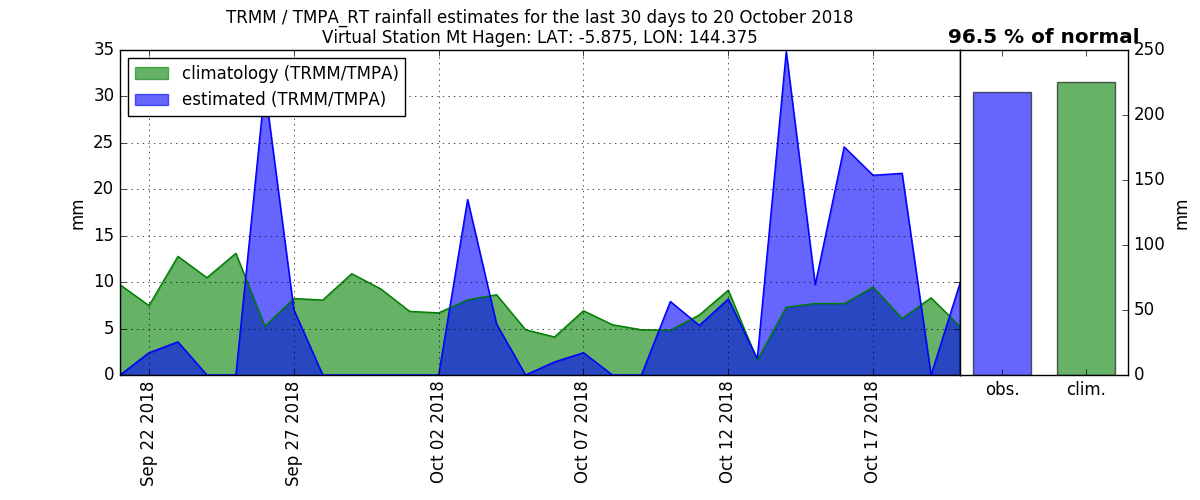 TRMM / TMPA_RT rainfall estimates for the last 30 days to 20 October 2018
Virtual Station Mt Hagen: LAT: -5.875, LON: 144.375
96.5 % of normal
climatology (TRMM/TMPA)
estimated (TRMM/TMPA)
35
30
25
20
15
10
5
0
mm
Sep 22 2018
Sep 27 2018
Oct 02 2018
Oct 07 2018
Oct 12 2018
Oct 17 2018
obs.
clim.
250
200
150
100
50
0
mm